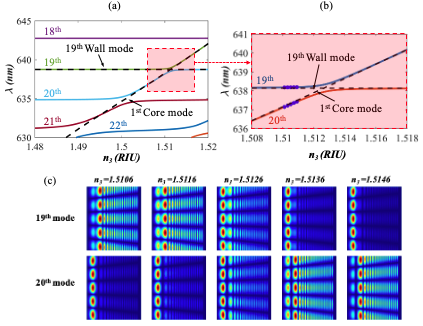 (a)
(b)
645
640
635
630
λ (nm)
18th
19th Wall mode
19th
20th
1st Core mode
21th
22th
1.48
1.49
1.5
1.51
1.52
n3 (RIU)
641
640
639
638
637
636
λ (nm)
19th Wall mode
19th
1st Core mode
20th
1.508
1.51
1.512
1.514
1.516
1.518
n3 (RIU)
(c)
n3=1.5106 n3=1.5116 n3=1.5126 n3=1.5136 n3=1.5146
19th mode
20th mode